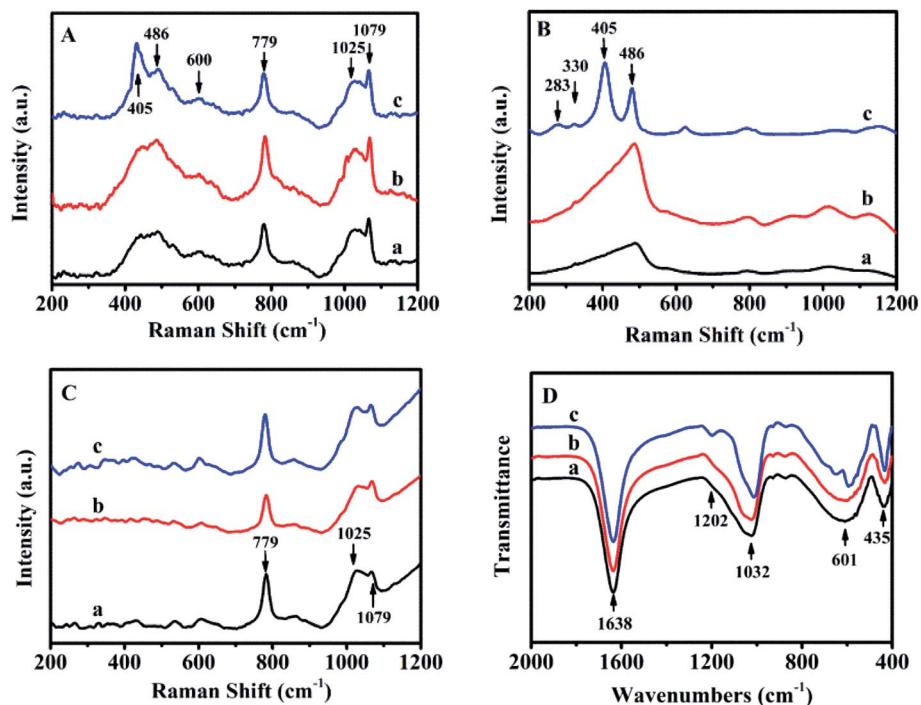 A
405
486
600
779
1025
1079
c
b
a
Intensity (a.u.)
200 400 600 800 1000 1200
Raman Shift (cm⁻¹)
B
283
330
405
486
c
b
a
Intensity (a.u.)
200 400 600 800 1000 1200
Raman Shift (cm⁻¹)
C
c
b
a
779
1025
1079
Intensity (a.u.)
200 400 600 800 1000 1200
Raman Shift (cm⁻¹)
D
c
b
a
1638
1202
1032
601
435
Transmittance
2000 1600 1200 800 400
Wavenumbers (cm⁻¹)